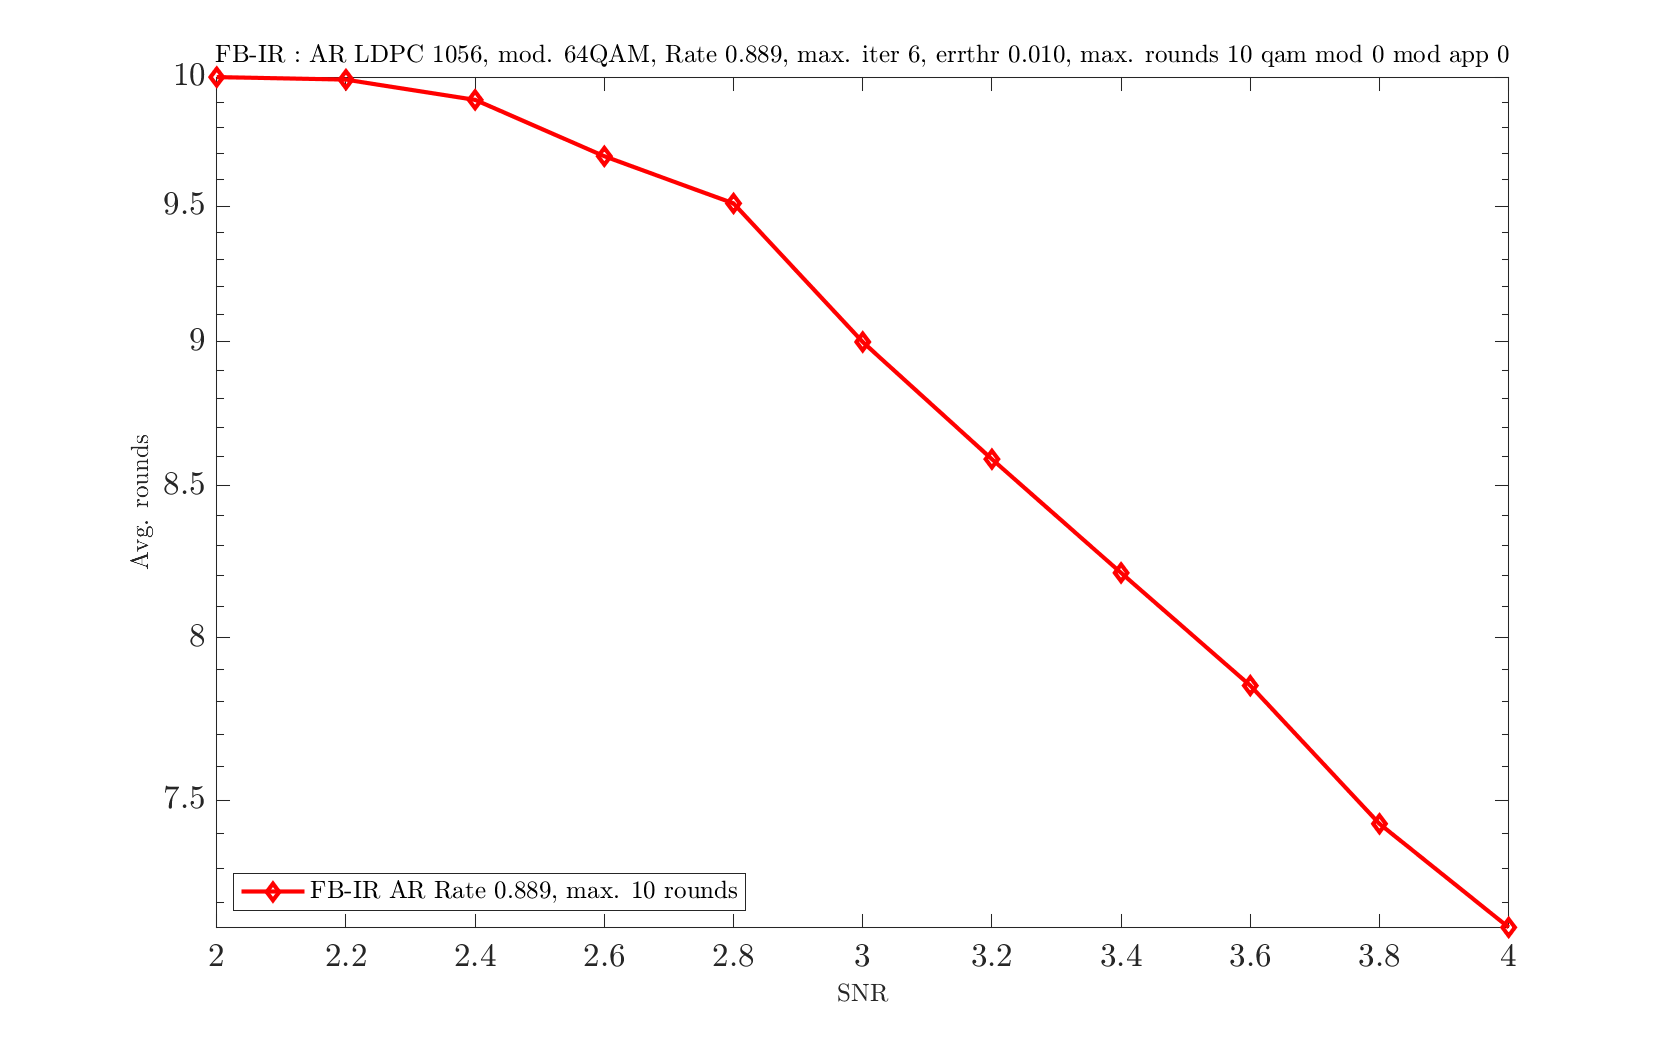 FB-IR : AR LDPC 1056, mod. 64QAM, Rate 0.889, max. iter 6, errthr 0.010, max. rounds 10 qam mod 0 mod app 0
10
9.5
9
8.5
8
7.5
Avg. rounds
FB-IR AR Rate 0.889, max. 10 rounds
2 2.2 2.4 2.6 2.8 3 3.2 3.4 3.6 3.8 4
SNR